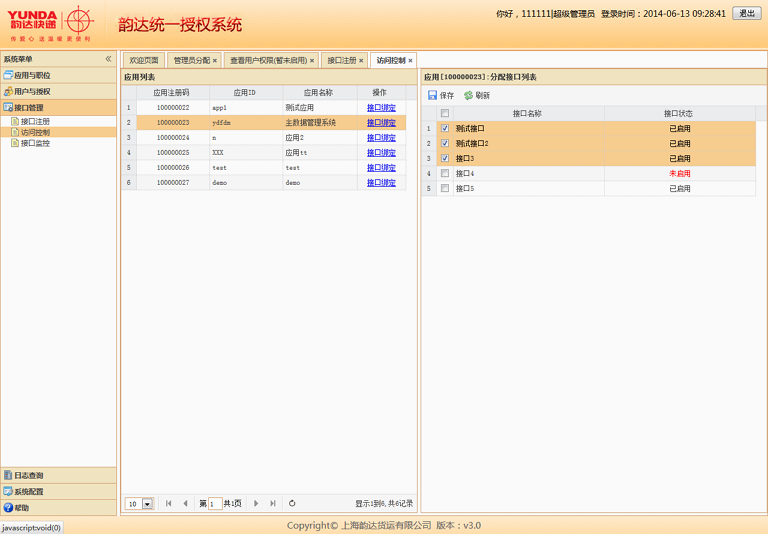 YUNDA
韵达快递
传爱心 送温暖 更便利
韵达统一授权系统
你好，111111|超级管理员 登录时间：2014-06-13 09:28:41 退出
系统菜单
应用与职位
用户与授权
接口管理
接口注册
访问控制
接口监控
日志查询
系统配置
帮助
javascript:void(0)
欢迎页面 管理员分配 查看用户权限(暂未启用) 接口注册 访问控制
应用列表
应用注册码 应用ID 应用名称 操作
1 100000022 app1 测试应用 接口绑定
2 100000023 ydfdm 主数据管理系统 接口绑定
3 100000024 n 应用2 接口绑定
4 100000025 XXX 应用tt 接口绑定
5 100000026 test test 接口绑定
6 100000027 demo demo 接口绑定
10 第 1 共1页 显示1到6,共6记录
应用[100000023]:分配接口列表
保存 刷新
接口名称 接口状态
1 测试接口 已启用
2 测试接口2 已启用
3 接口3 已启用
4 接口4 未启用
5 接口5 已启用
Copyright© 上海韵达货运有限公司 版本：v3.0